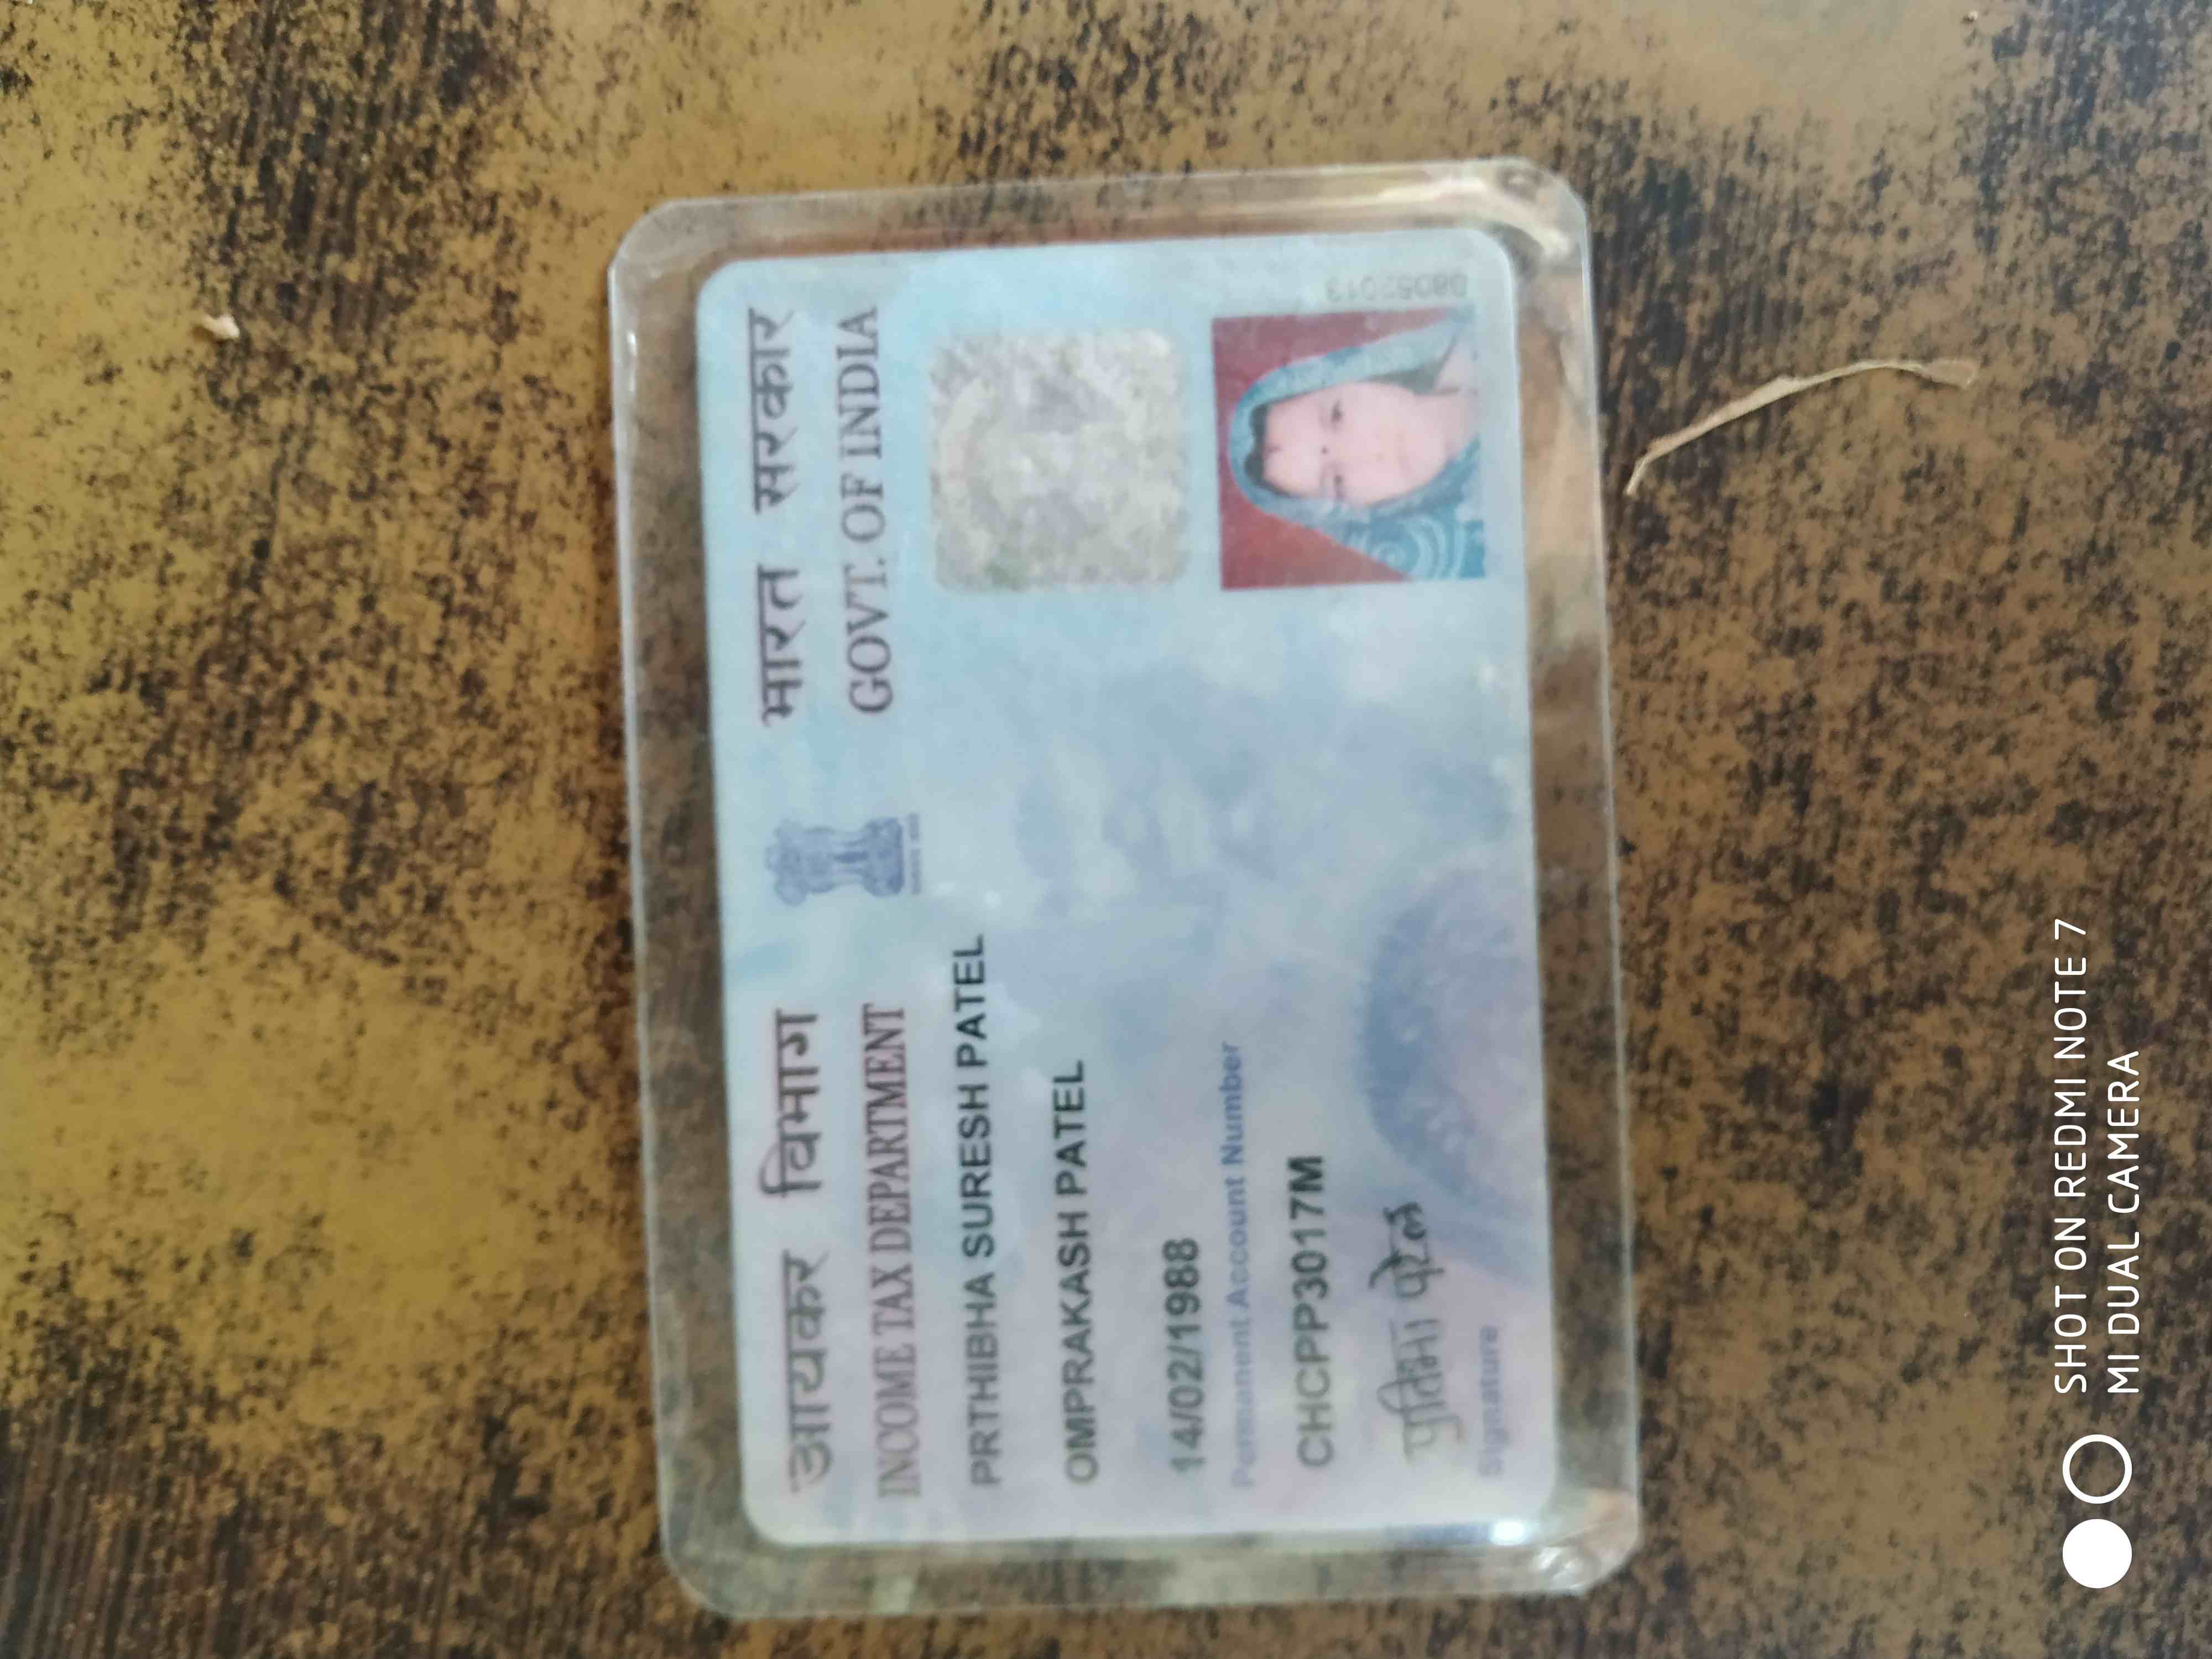 आयकर विभाग
INCOME TAX DEPARTMENT
भारत सरकार
GOVT. OF INDIA
PRTHIBHA SURESH PATEL
OMPRAKASH PATEL
14/02/1988
Permanent Account Number
CHCPP3017M
पटेल
Signature
08052013
SHOT ON REDMI NOTE 7
MI DUAL CAMERA